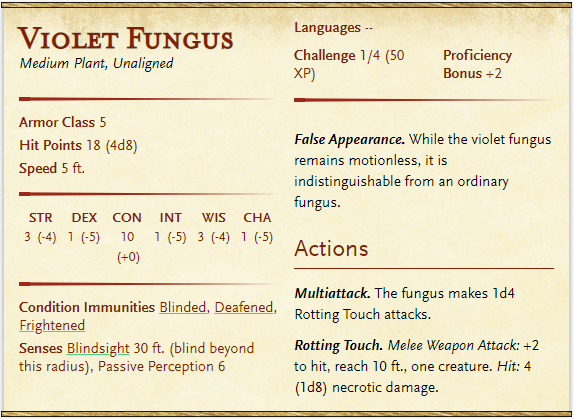 Violet Fungus
Medium Plant, Unaligned
Armor Class 5
Hit Points 18 (4d8)
Speed 5 ft.
STR DEX CON INT WIS CHA
3 (-4) 1 (-5) 10 1 (-5) 3 (-4) 1 (-5)
(+0)
Condition Immunities Blinded, Deafened,
Frightened
Senses Blindsight 30 ft. (blind beyond
this radius), Passive Perception 6
Languages --
Challenge 1/4 (50
XP)
Proficiency
Bonus +2
False Appearance. While the violet fungus
remains motionless, it is
indistinguishable from an ordinary
fungus.
Actions
Multiattack. The fungus makes 1d4
Rotting Touch attacks.
Rotting Touch. Melee Weapon Attack: +2
to hit, reach 10 ft., one creature. Hit: 4
(1d8) necrotic damage.